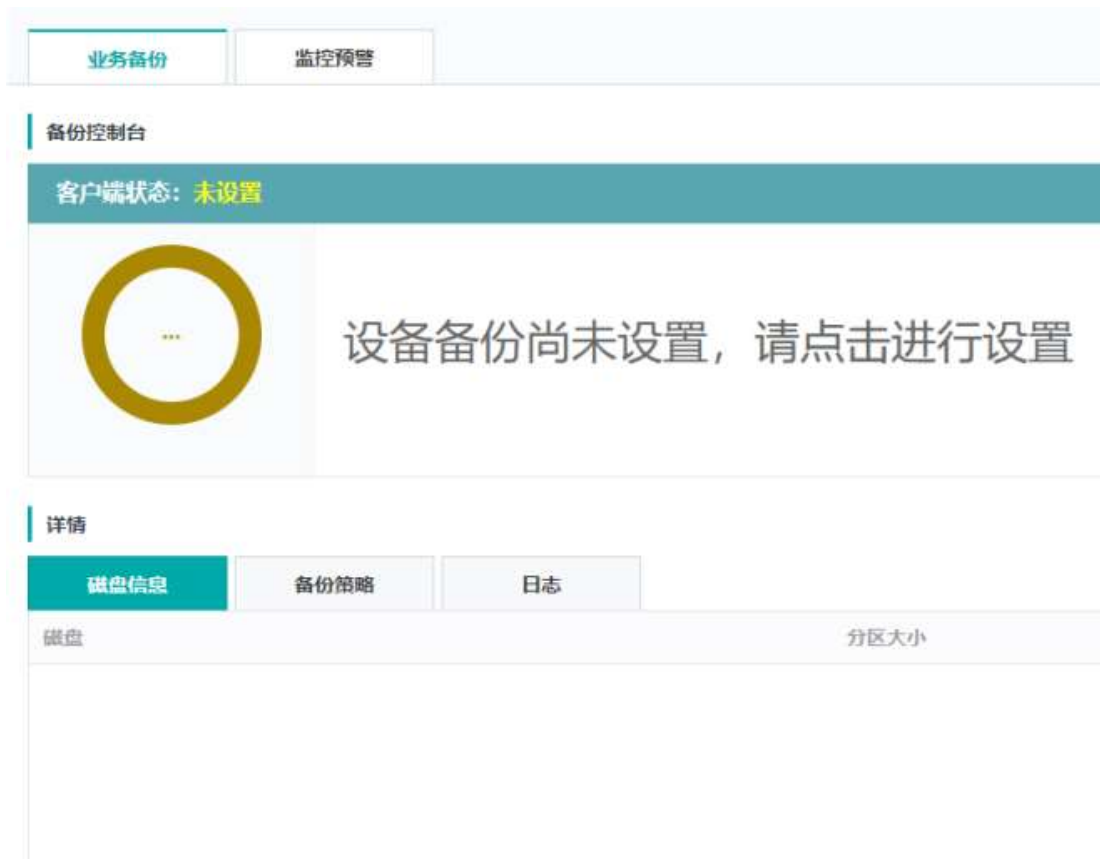 业务备份 监控预警
备份控制台
客户端状态：未设置
...
设备备份尚未设置，请点击进行设置
详情
磁盘信息 备份策略 日志
磁盘 分区大小